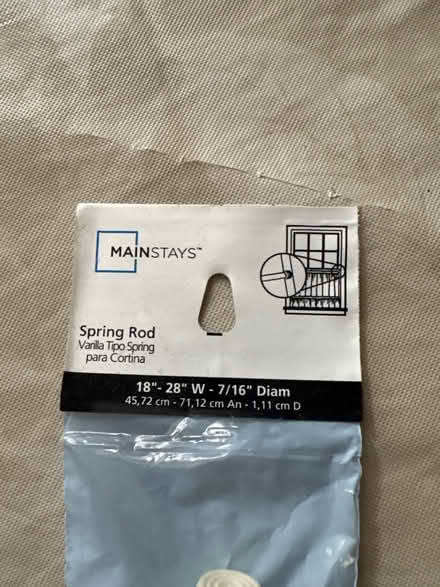 MAINSTAYS™
Spring Rod
Varilla Tipo Spring
para Cortina
18"- 28" W - 7/16" Diam
45,72 cm - 71,12 cm An - 1,11 cm D